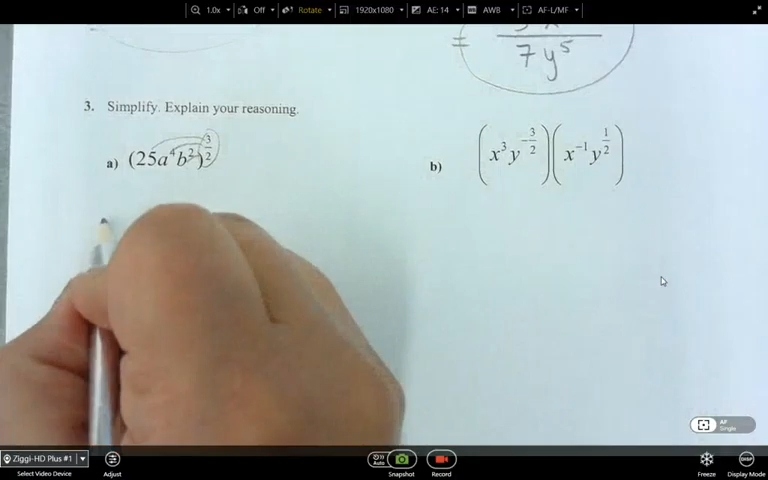 1.0x Off Rotate 1920x1080 AE: 14 AWB AF-L/MF
= 7y⁵
3. Simplify. Explain your reasoning.
a) (25a⁴b²)^(3/2) b) (x³y^(-3/2))(x⁻¹y^(1/2))
AF
Single
Ziggi-HD Plus #1 Auto
Select Video Device Adjust Snapshot Record Freeze DISP. Display Mode